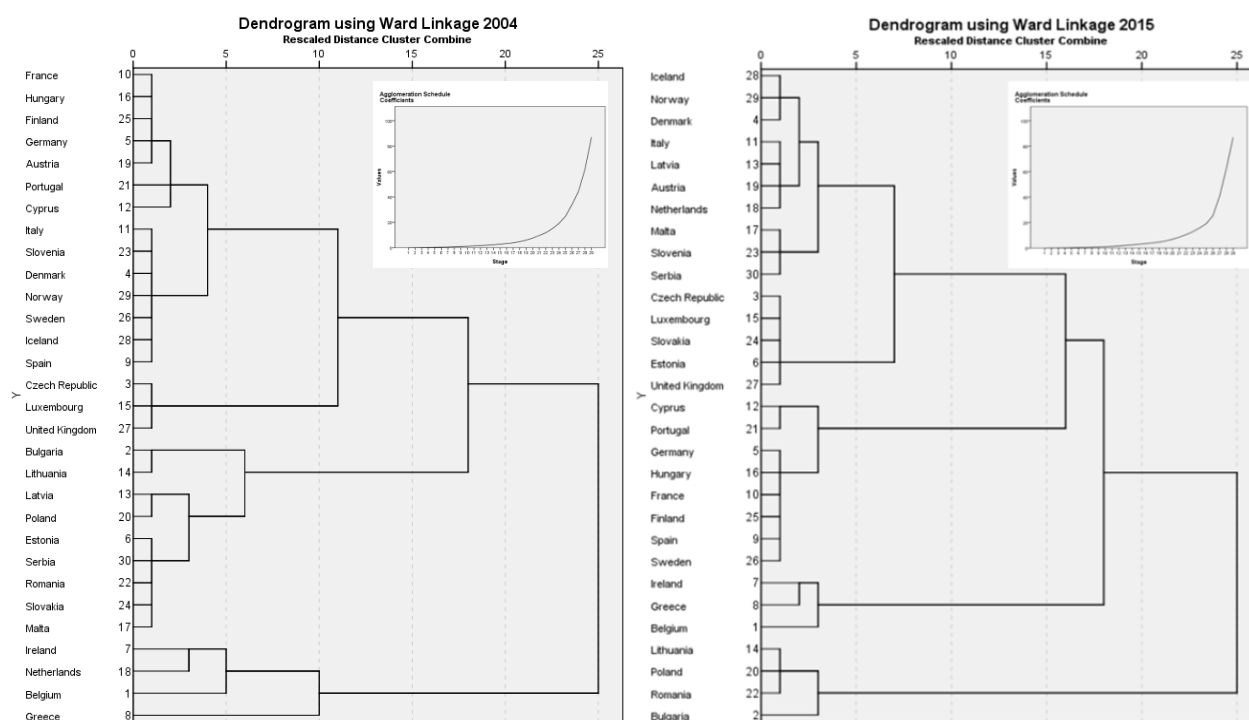 Dendrogram using Ward Linkage 2004
Rescaled Distance Cluster Combine
0 5 10 15 20 25
France 10
Hungary 16
Finland 25
Germany 5
Austria 19
Portugal 21
Cyprus 12
Italy 11
Slovenia 23
Denmark 4
Norway 29
Sweden 26
Iceland 28
Spain 9
Czech Republic 3
Luxembourg 15
United Kingdom 27
Bulgaria 2
Lithuania 14
Latvia 13
Poland 20
Estonia 6
Serbia 30
Romania 22
Slovakia 24
Malta 17
Ireland 7
Netherlands 18
Belgium 1
Greece 8
Y
Agglomeration Schedule
Coefficients
Values
Stage
Dendrogram using Ward Linkage 2015
Rescaled Distance Cluster Combine
0 5 10 15 20 25
Iceland 28
Norway 29
Denmark 4
Italy 11
Latvia 13
Austria 19
Netherlands 18
Malta 17
Slovenia 23
Serbia 30
Czech Republic 3
Luxembourg 15
Slovakia 24
Estonia 6
United Kingdom 27
Cyprus 12
Portugal 21
Germany 5
Hungary 16
France 10
Finland 25
Spain 9
Sweden 26
Ireland 7
Greece 8
Belgium 1
Lithuania 14
Poland 20
Romania 22
Bulgaria 2
Y
Agglomeration Schedule
Coefficients
Values
Stage